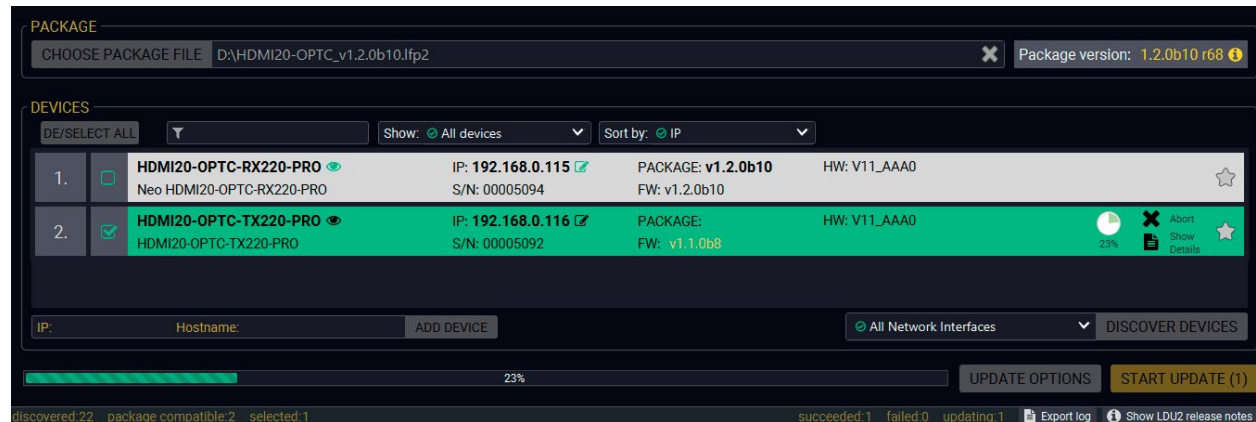 PACKAGE
CHOOSE PACKAGE FILE D:\HDMI20-OPTC_v1.2.0b10.lfp2 Package version: 1.2.0b10 r68
DEVICES
DE/SELECT ALL Show: All devices Sort by: IP
1. HDMI20-OPTC-RX220-PRO IP: 192.168.0.115 PACKAGE: v1.2.0b10 HW: V11_AAA0
Neo HDMI20-OPTC-RX220-PRO S/N: 00005094 FW: v1.2.0b10
2. HDMI20-OPTC-TX220-PRO IP: 192.168.0.116 PACKAGE: HW: V11_AAA0 Abort
HDMI20-OPTC-TX220-PRO S/N: 00005092 FW: v1.1.0b8 23% Show Details
IP: Hostname: ADD DEVICE All Network Interfaces DISCOVER DEVICES
23% UPDATE OPTIONS START UPDATE (1)
discovered:22 package compatible:2 selected:1 succeeded:1 failed:0 updating:1 Export log Show LDU2 release notes